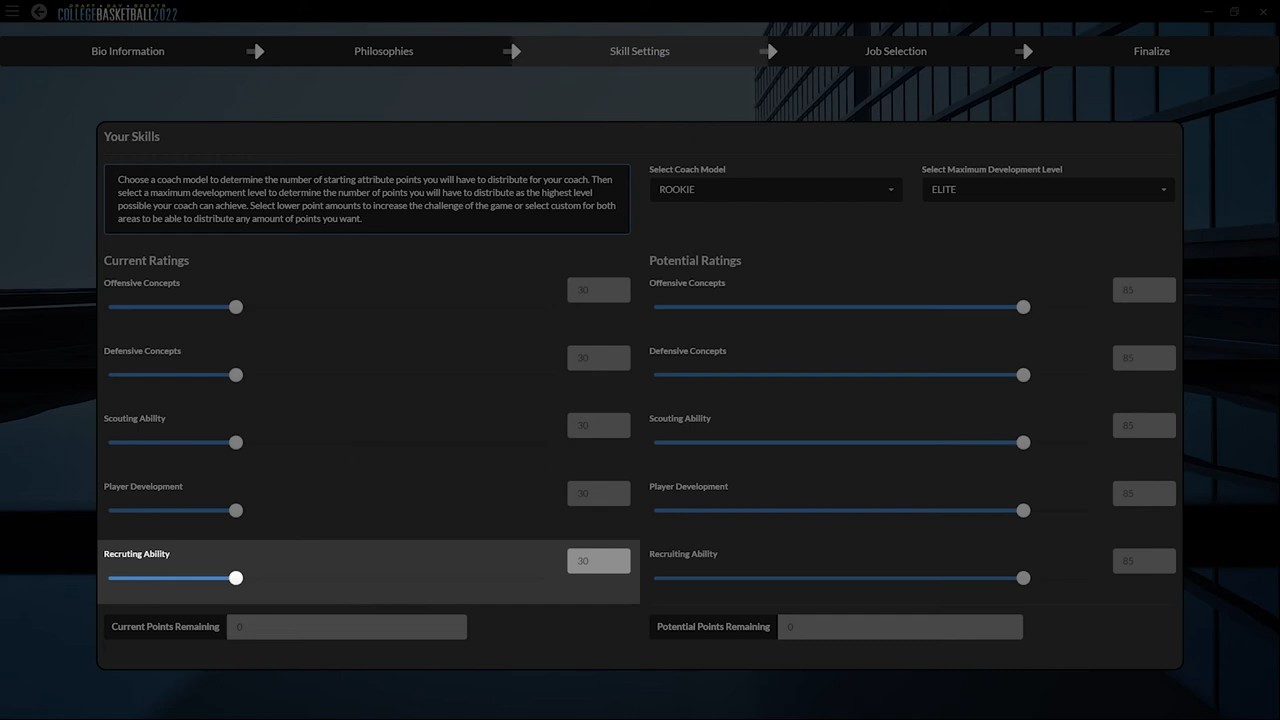 DRAFT • DAY • SPORTS
COLLEGEBASKETBALL2022
Bio Information
Philosophies
Skill Settings
Job Selection
Finalize
Your Skills
Choose a coach model to determine the number of starting attribute points you will have to distribute for your coach. Then
select a maximum development level to determine the number of points you will have to distribute as the highest level
possible your coach can achieve. Select lower point amounts to increase the challenge of the game or select custom for both
areas to be able to distribute any amount of points you want.
Select Coach Model
ROOKIE
Select Maximum Development Level
ELITE
Current Ratings
Offensive Concepts
30
Defensive Concepts
30
Scouting Ability
30
Player Development
30
Recruting Ability
30
Current Points Remaining
0
Potential Ratings
Offensive Concepts
85
Defensive Concepts
85
Scouting Ability
85
Player Development
85
Recruiting Ability
85
Potential Points Remaining
0